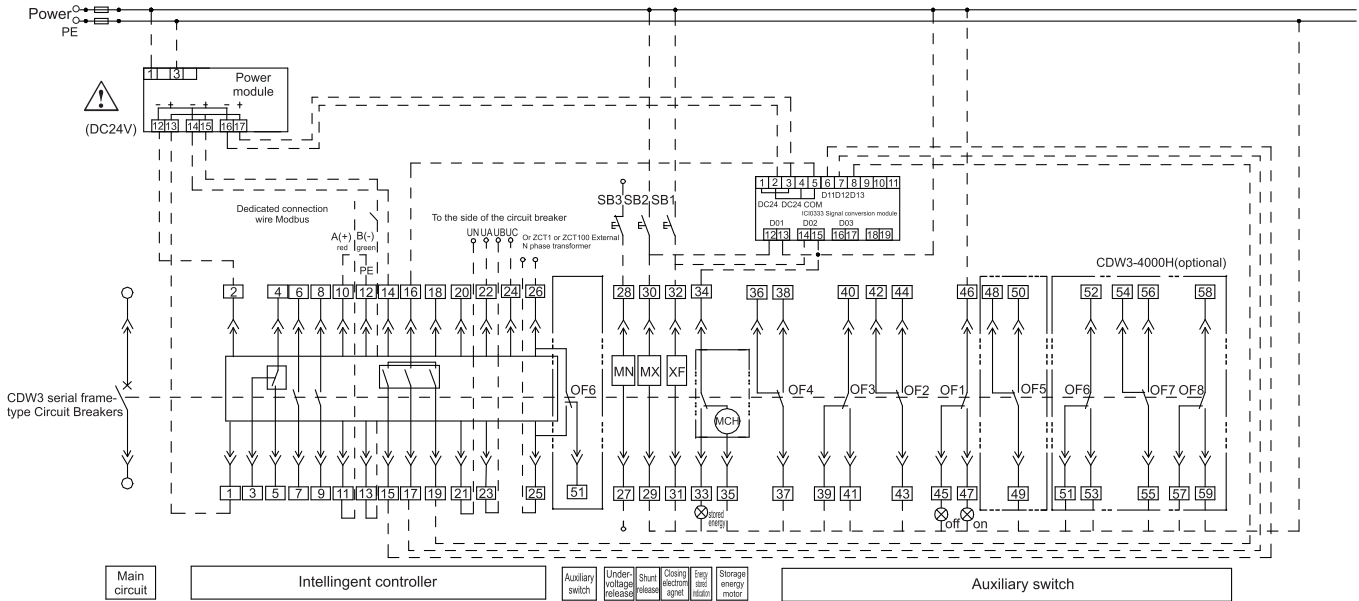 Power
PE
1 3
Power
module
- + - + - +
(DC24V)
12 13 14 15 16 17
1 2 3 4 5 6 7 8 9 10 11
D11D12D13
DC24 DC24 COM
ICI0333 Signal conversion module
D01 D02 D03
12 13 14 15 16 17 18 19
SB3 SB2 SB1
Dedicated connection
wire Modbus
A(+) B(-)
red green
PE
To the side of the circuit breaker
UN UA UB UC
Or ZCT1 or ZCT100 External
N phase transformer
CDW3-4000H(optional)
2 4 6 8 10 12 14 16 18 20 22 24 26 28 30 32 34 36 38 40 42 44 46 48 50 52 54 56 58
MN MX XF
OF6 OF4 OF3 OF2 OF1 OF5 OF6 OF7 OF8
MCH
CDW3 serial frame-
type Circuit Breakers
1 3 5 7 9 11 13 15 17 19 21 23 25 51 27 29 31 33 35 37 39 41 43 45 47 49 51 53 55 57 59
stored
energy
off on
Main
circuit
Intellingent controller
Auxiliary
switch
Under-
voltage
release
Shunt
release
Closing
electrom
agnet
Energy
stored
indication
Storage
energy
motor
Auxiliary switch